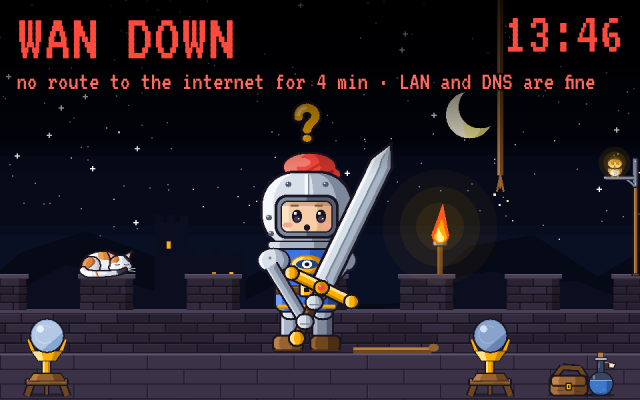 WAN DOWN
13:46
no route to the internet for 4 min · LAN and DNS are fine
?